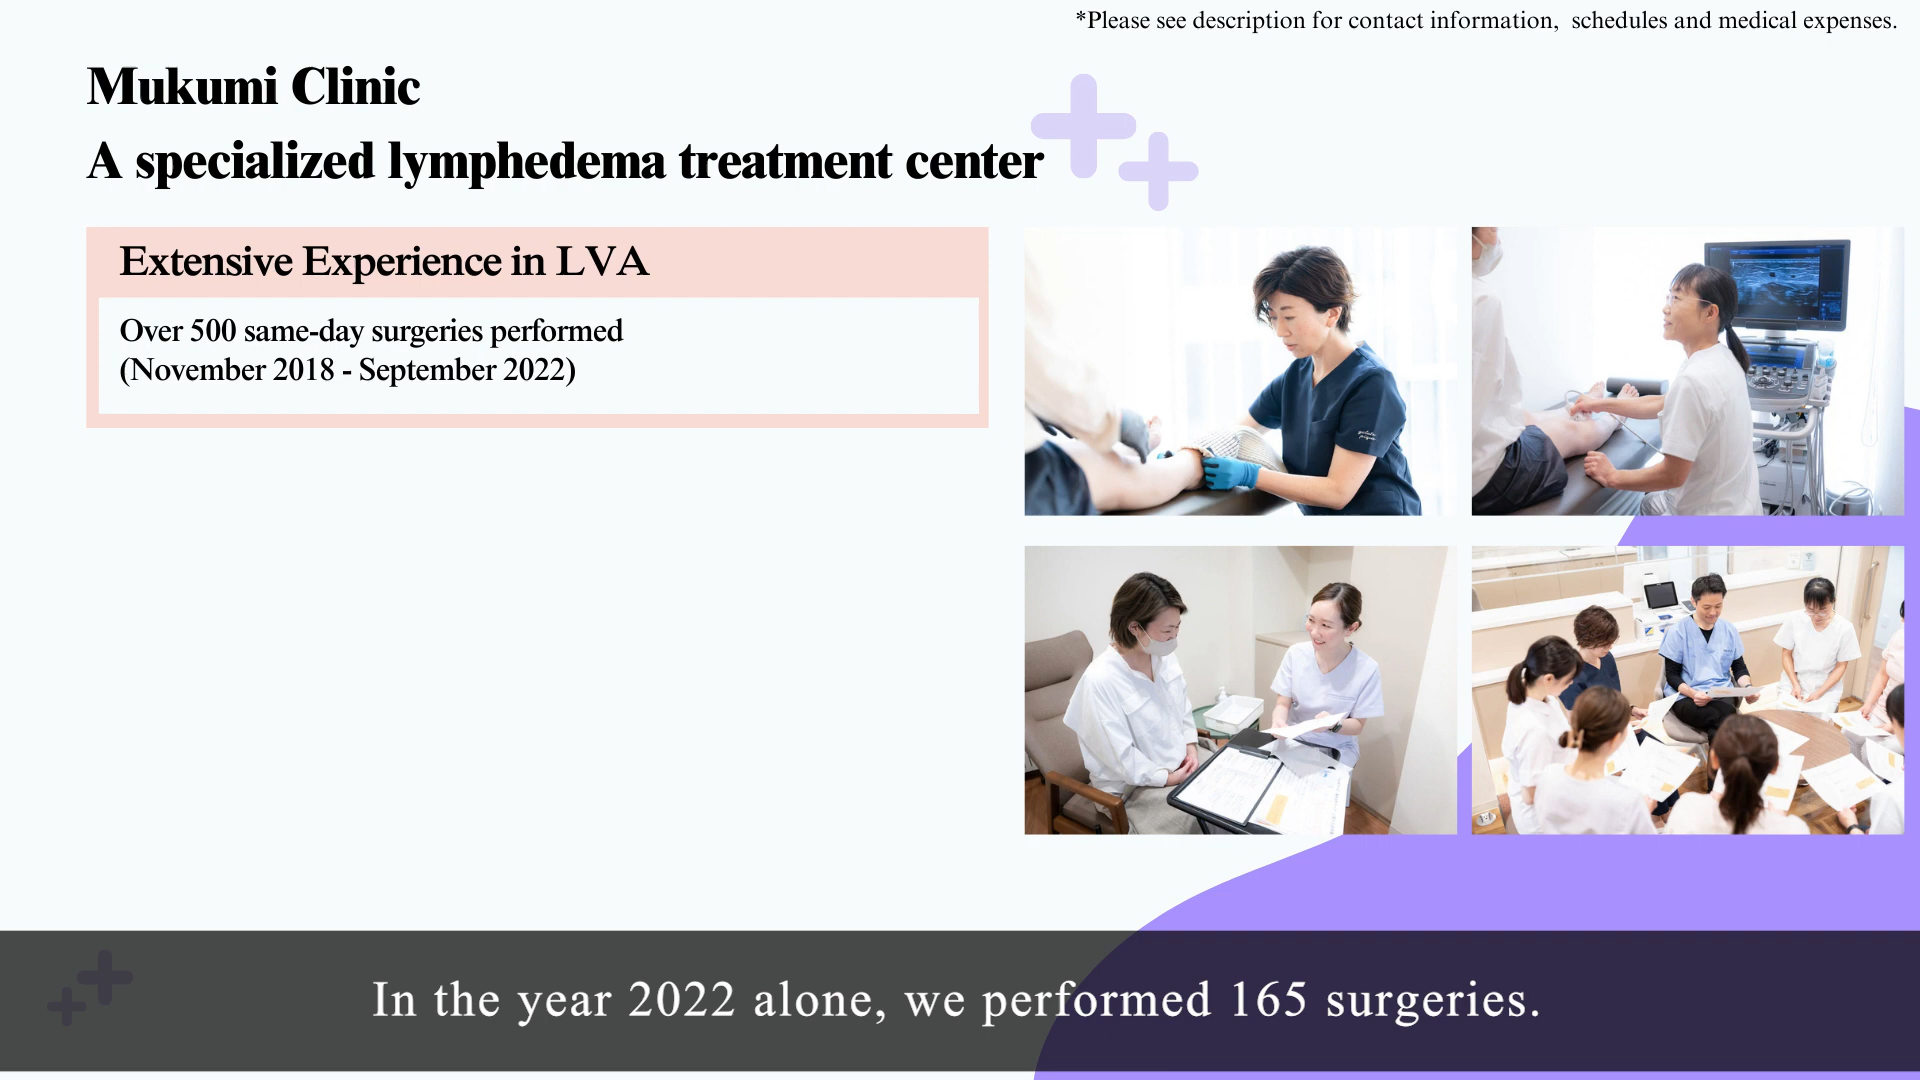 *Please see description for contact information, schedules and medical expenses.
Mukumi Clinic
A specialized lymphedema treatment center
Extensive Experience in LVA
Over 500 same-day surgeries performed
(November 2018 - September 2022)
In the year 2022 alone, we performed 165 surgeries.